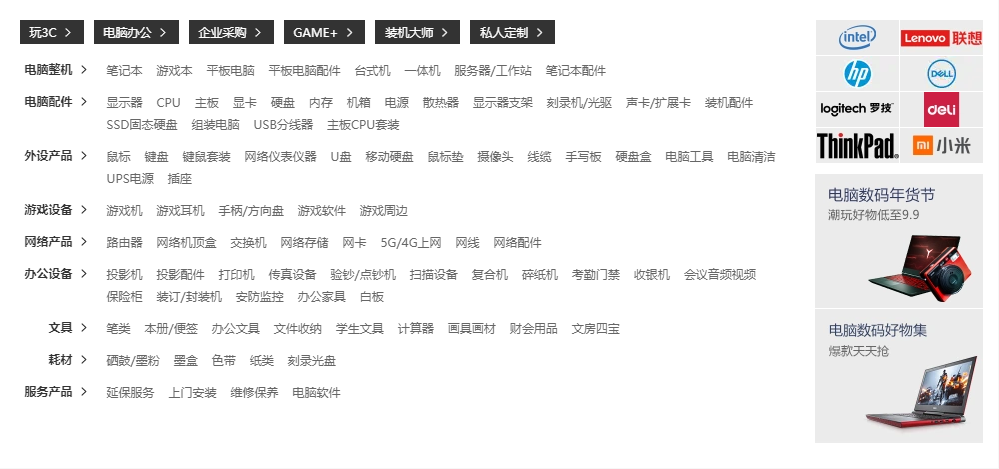 玩3C > 电脑办公 > 企业采购 > GAME+ > 装机大师 > 私人定制 >
电脑整机 > 笔记本 游戏本 平板电脑 平板电脑配件 台式机 一体机 服务器/工作站 笔记本配件
电脑配件 > 显示器 CPU 主板 显卡 硬盘 内存 机箱 电源 散热器 显示器支架 刻录机/光驱 声卡/扩展卡 装机配件
SSD固态硬盘 组装电脑 USB分线器 主板CPU套装
外设产品 > 鼠标 键盘 键鼠套装 网络仪表仪器 U盘 移动硬盘 鼠标垫 摄像头 线缆 手写板 硬盘盒 电脑工具 电脑清洁
UPS电源 插座
游戏设备 > 游戏机 游戏耳机 手柄/方向盘 游戏软件 游戏周边
网络产品 > 路由器 网络机顶盒 交换机 网络存储 网卡 5G/4G上网 网线 网络配件
办公设备 > 投影机 投影配件 打印机 传真设备 验钞/点钞机 扫描设备 复合机 碎纸机 考勤门禁 收银机 会议音频视频
保险柜 装订/封装机 安防监控 办公家具 白板
文具 > 笔类 本册/便签 办公文具 文件收纳 学生文具 计算器 画具画材 财会用品 文房四宝
耗材 > 硒鼓/墨粉 墨盒 色带 纸类 刻录光盘
服务产品 > 延保服务 上门安装 维修保养 电脑软件
intel Lenovo 联想
hp DELL
logitech 罗技 deli
ThinkPad mi 小米
电脑数码年货节
潮玩好物低至9.9
电脑数码好物集
爆款天天抢